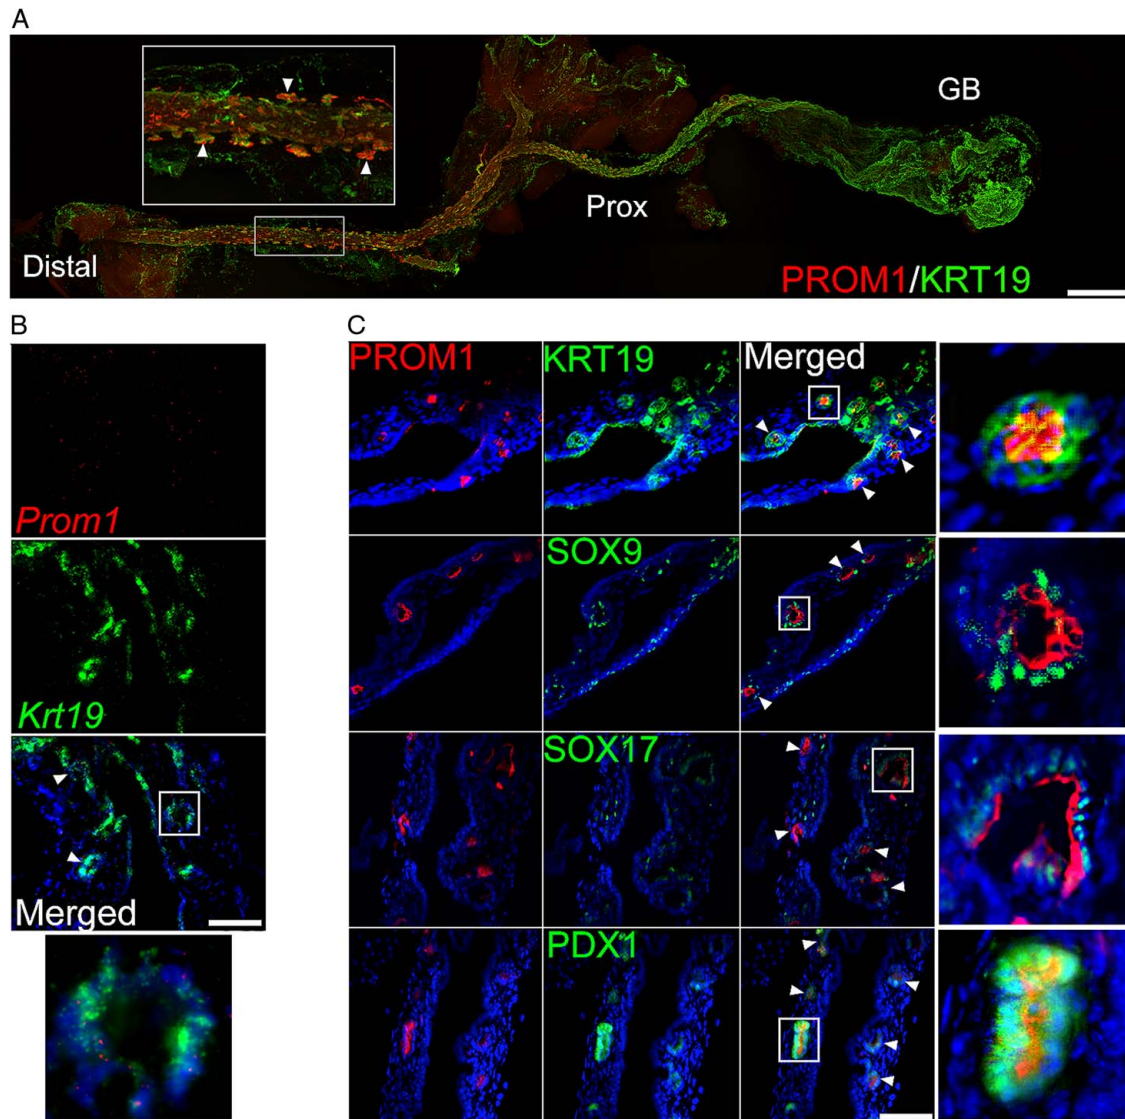 A
GB
Prox
Distal
PROM1/KRT19
B
Prom1
Krt19
Merged
C
PROM1 KRT19 Merged
SOX9
SOX17
PDX1